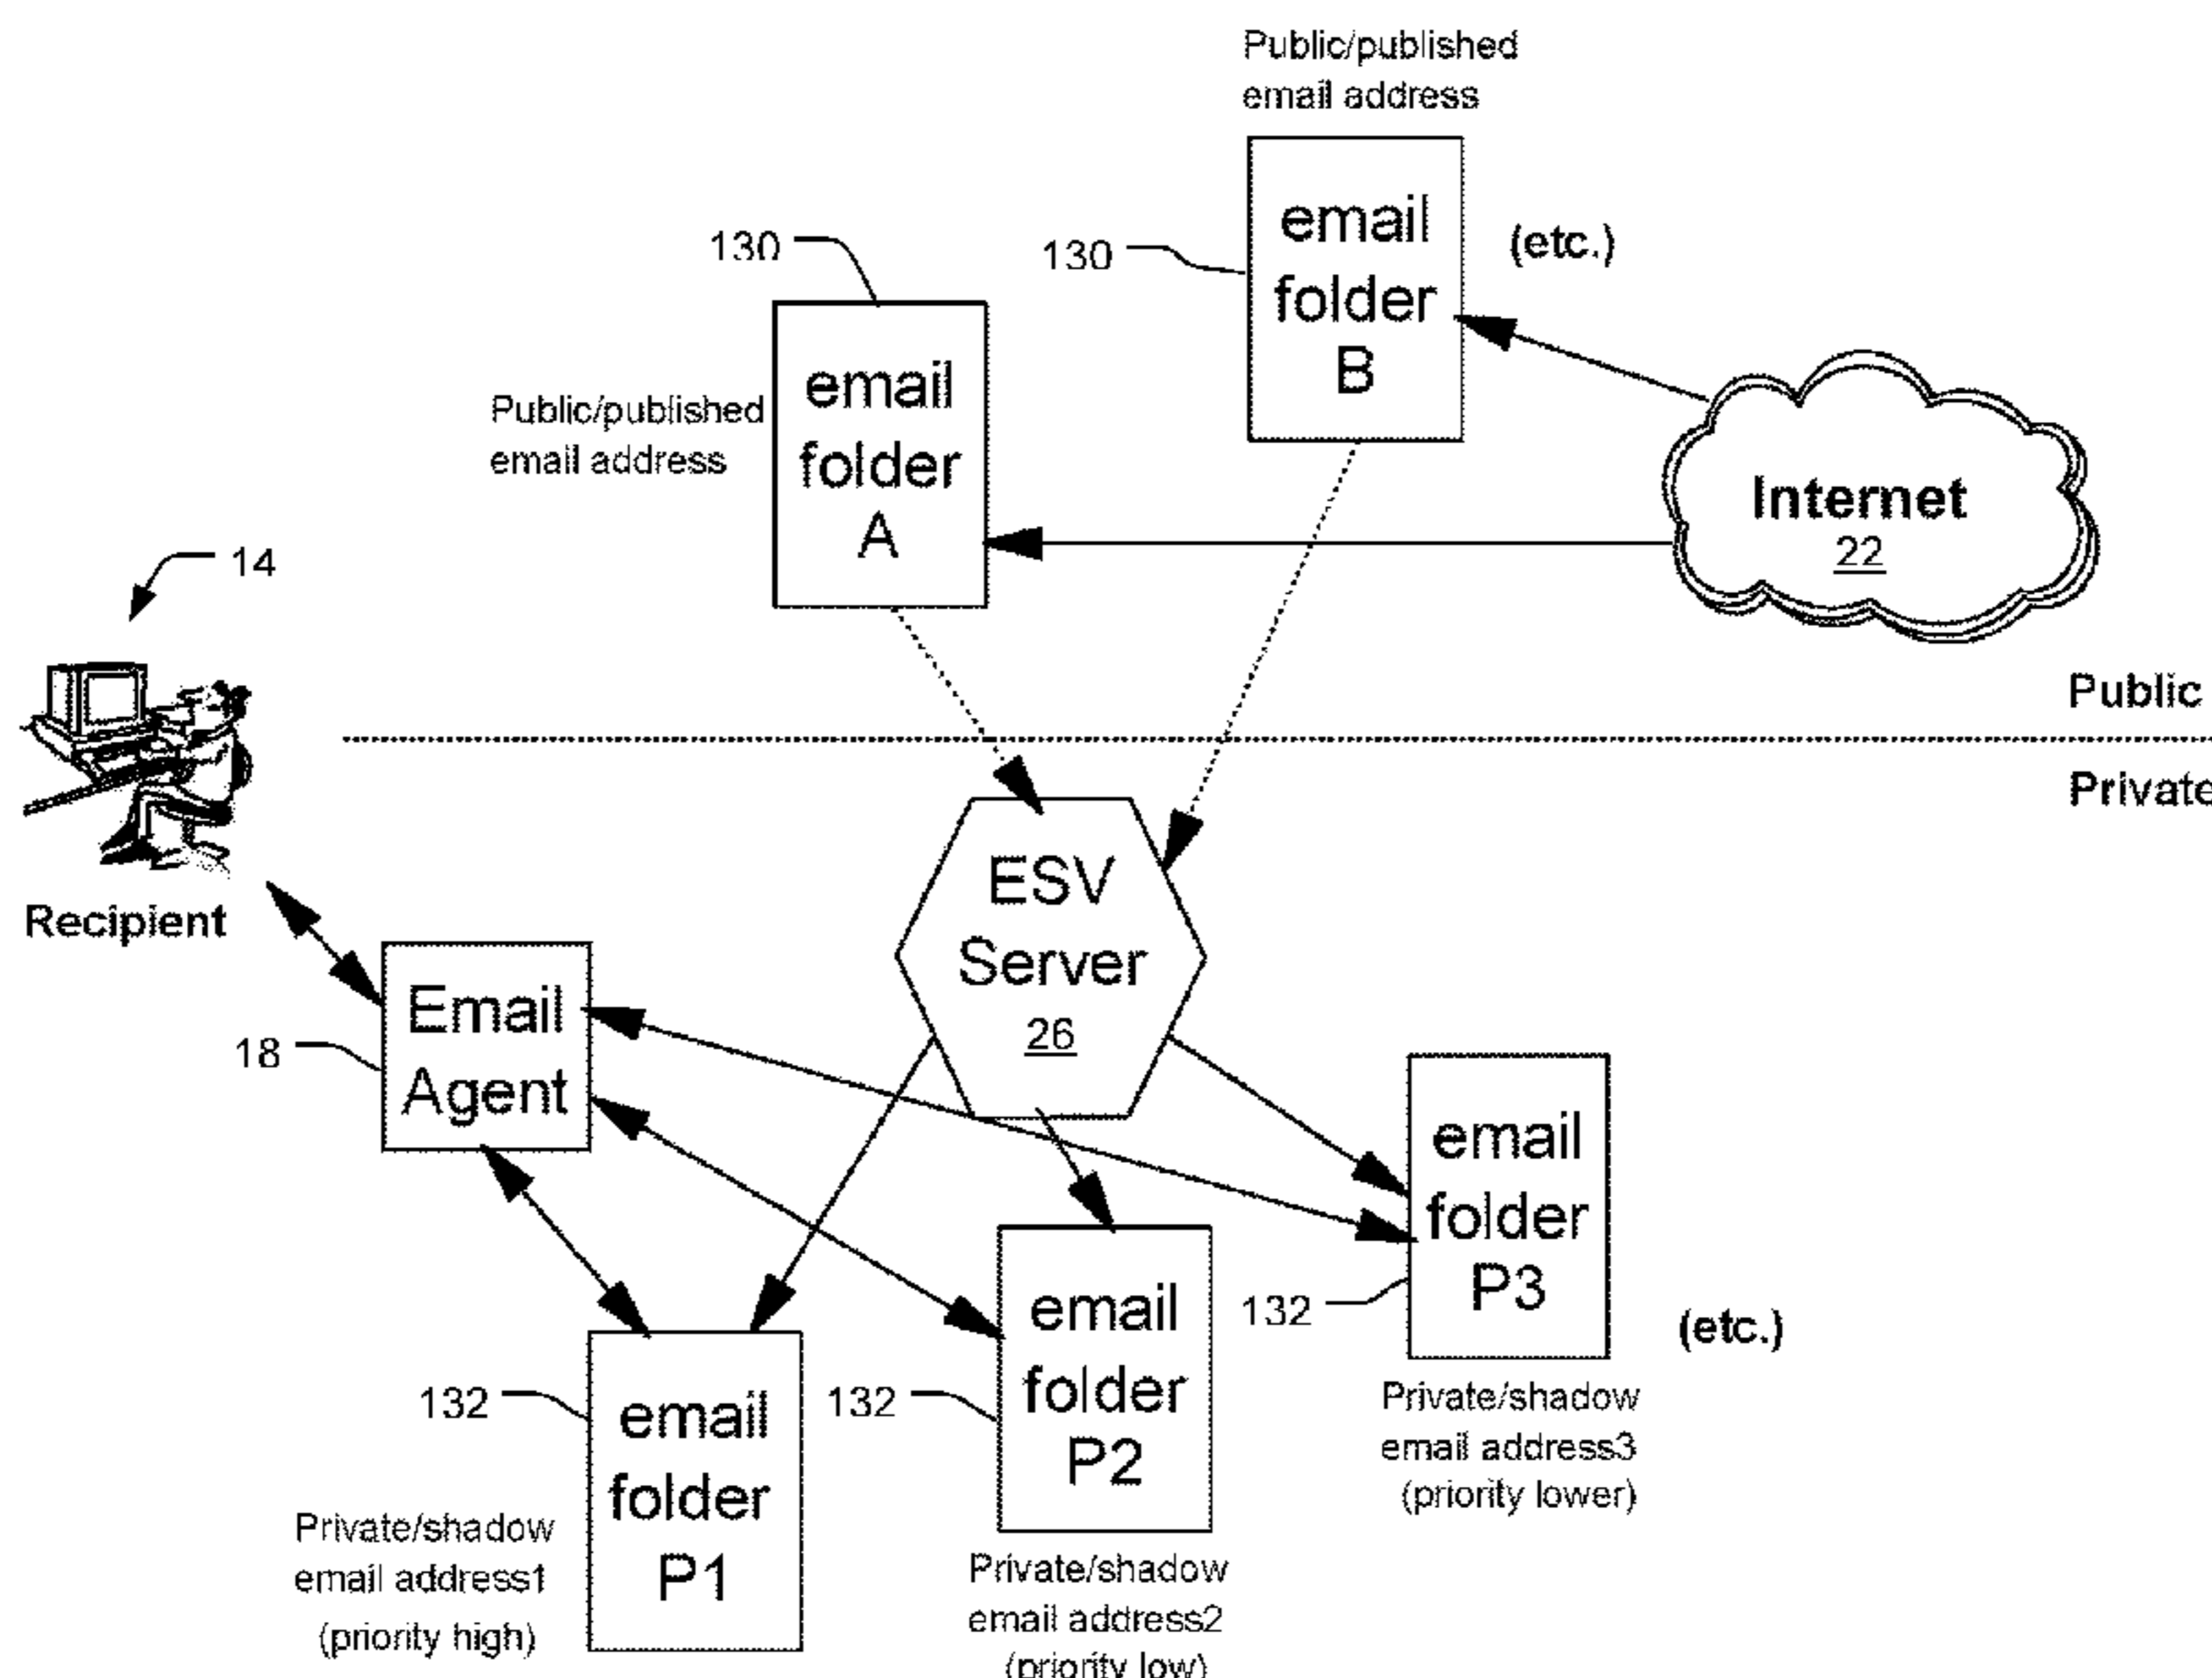 Public/published
email address
130
130
email
folder
B
(etc.)
email
folder
A
Public/published
email address
Internet
22
14
Public
Private
Recipient
ESV
Server
26
Email
Agent
18
email
folder
P3
132
(etc.)
Private/shadow
email address3
(priority lower)
email
folder
P2
132
Private/shadow
email address2
(priority low)
132
email
folder
P1
Private/shadow
email address1
(priority high)